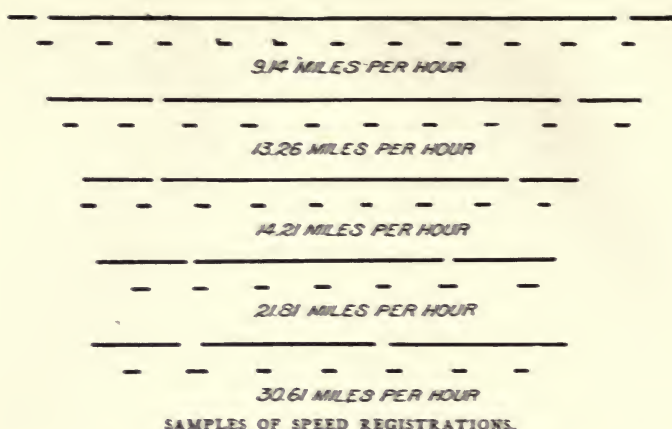 9.14 MILES PER HOUR
13.26 MILES PER HOUR
14.21 MILES PER HOUR
21.81 MILES PER HOUR
30.61 MILES PER HOUR
SAMPLES OF SPEED REGISTRATIONS.